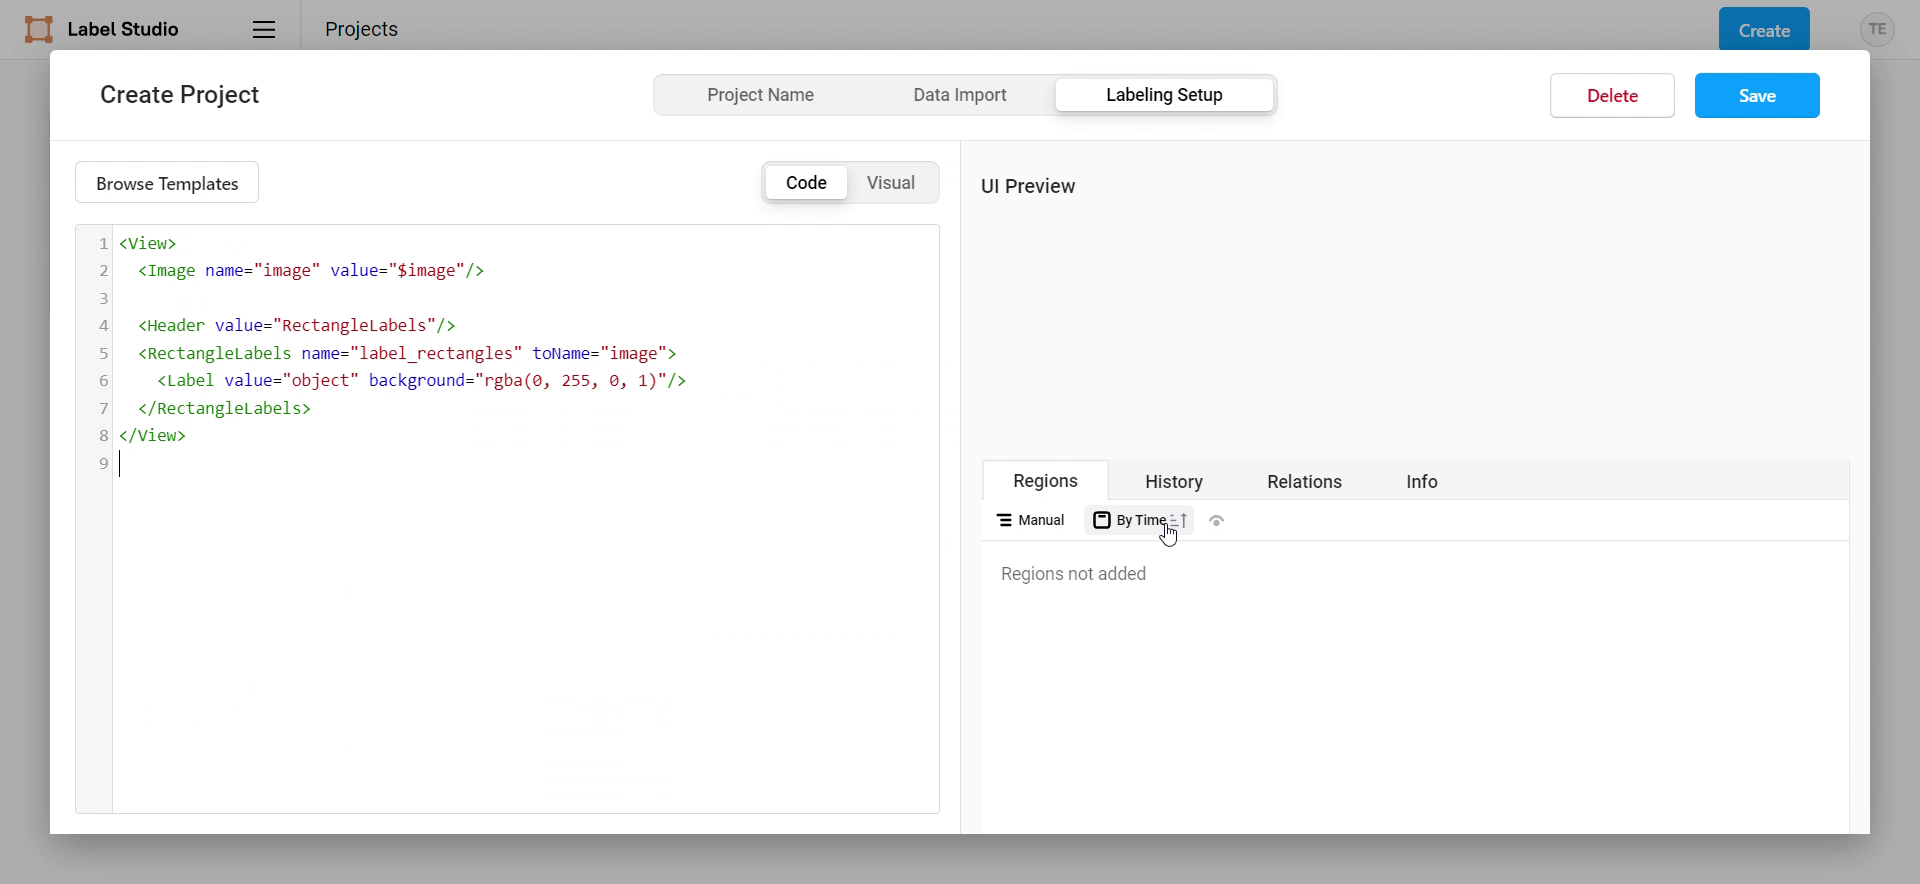 Label Studio
Projects
Create
TE
Create Project
Project Name
Data Import
Labeling Setup
Delete
Save
Browse Templates
Code
Visual
UI Preview
1 <View>
2 <Image name="image" value="$image"/>
3
4 <Header value="RectangleLabels"/>
5 <RectangleLabels name="label_rectangles" toName="image">
6 <Label value="object" background="rgba(0, 255, 0, 1)"/>
7 </RectangleLabels>
8 </View>
9
Regions
History
Relations
Info
Manual
By Time
Regions not added